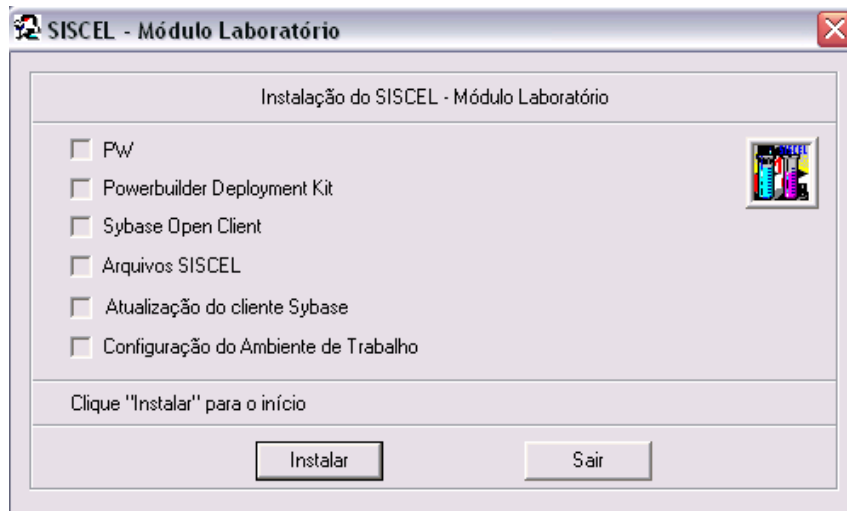 SISCEL - Módulo Laboratório
Instalação do SISCEL - Módulo Laboratório
PW
SISCEL
Powerbuilder Deployment Kit
Sybase Open Client
Arquivos SISCEL
Atualização do cliente Sybase
Configuração do Ambiente de Trabalho
Clique "Instalar" para o início
Instalar
Sair